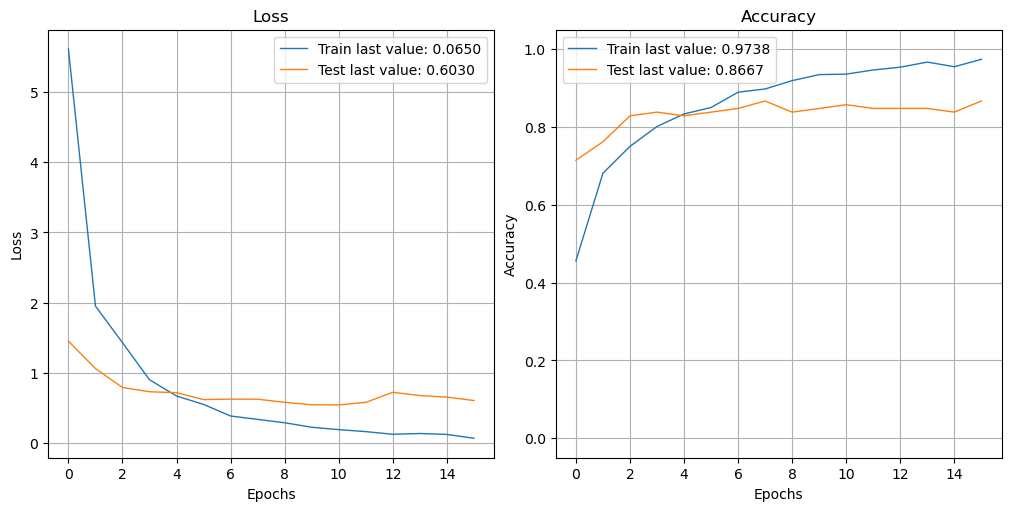 Loss
Train last value: 0.0650
Test last value: 0.6030
5
4
3
2
1
0
Loss
0 2 4 6 8 10 12 14
Epochs
Accuracy
Train last value: 0.9738
Test last value: 0.8667
1.0
0.8
0.6
0.4
0.2
0.0
Accuracy
0 2 4 6 8 10 12 14
Epochs